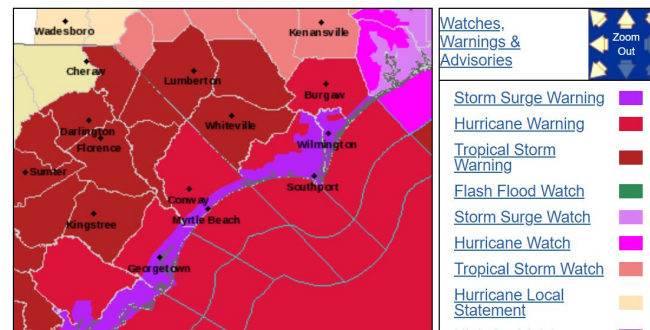 Wadesboro
Kenansville
Cheraw
Lumberton
Burgaw
Darlington
Florence
Whiteville
Wilmington
Sumter
Southport
Conway
Myrtle Beach
Kingstree
Georgetown
Watches,
Warnings &
Advisories
Zoom
Out
Storm Surge Warning
Hurricane Warning
Tropical Storm
Warning
Flash Flood Watch
Storm Surge Watch
Hurricane Watch
Tropical Storm Watch
Hurricane Local
Statement